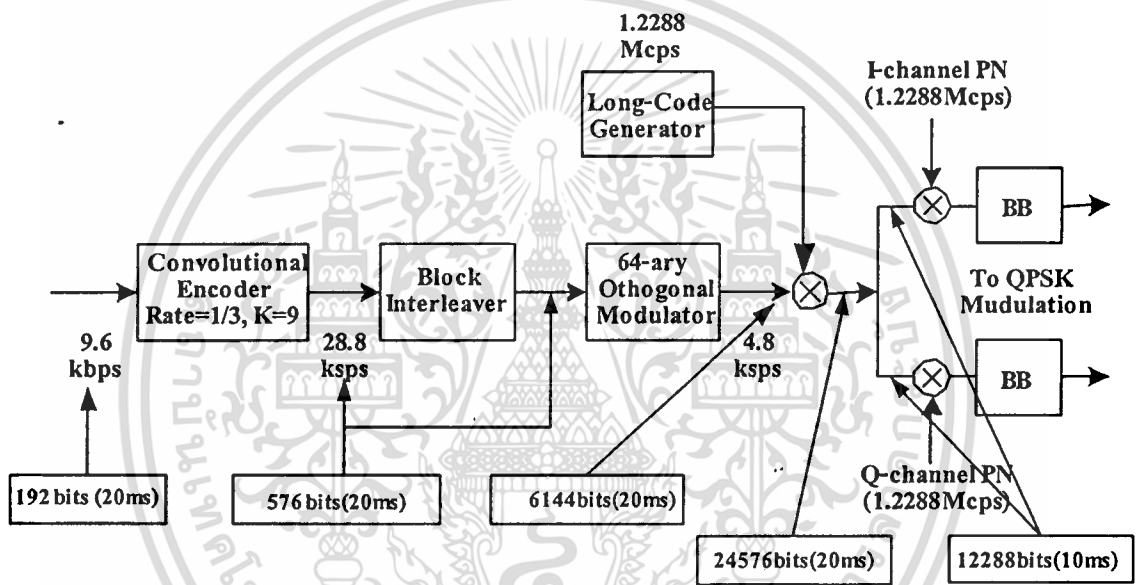 1.2288
Mcps
Long-Code
Generator
I-channel PN
(1.2288Mcps)
BB
Convolutional
Encoder
Rate=1/3, K=9
Block
Interleaver
64-ary
Othogonal
Modulator
To QPSK
Mudulation
9.6
kbps
28.8
ksps
4.8
ksps
BB
Q-channel PN
(1.2288Mcps)
192 bits (20ms)
576 bits(20ms)
6144bits(20ms)
24576bits(20ms)
12288bits(10ms)